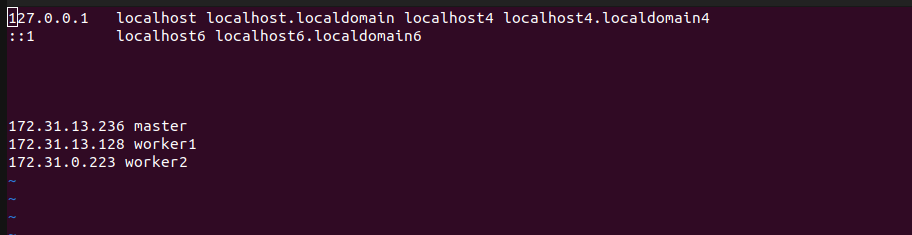 127.0.0.1   localhost localhost.localdomain localhost4 localhost4.localdomain4
::1         localhost6 localhost6.localdomain6
172.31.13.236 master
172.31.13.128 worker1
172.31.0.223 worker2
~
~
~
~